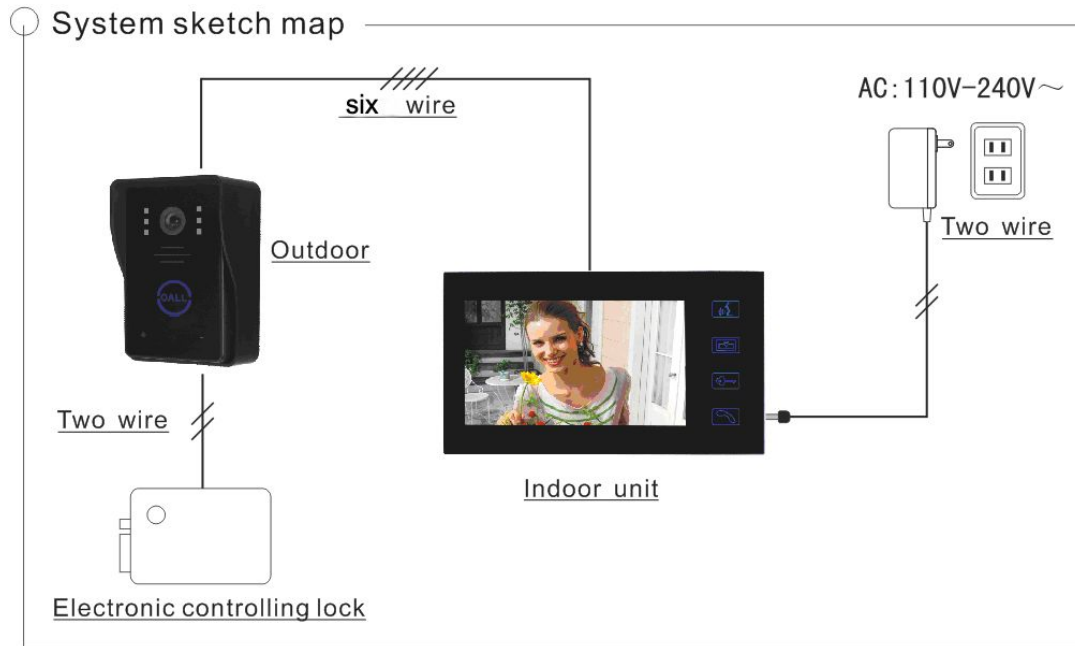 System sketch map
six wire
AC:110V-240V～
Two wire
Outdoor
CALL
Two wire
Indoor unit
Electronic controlling lock